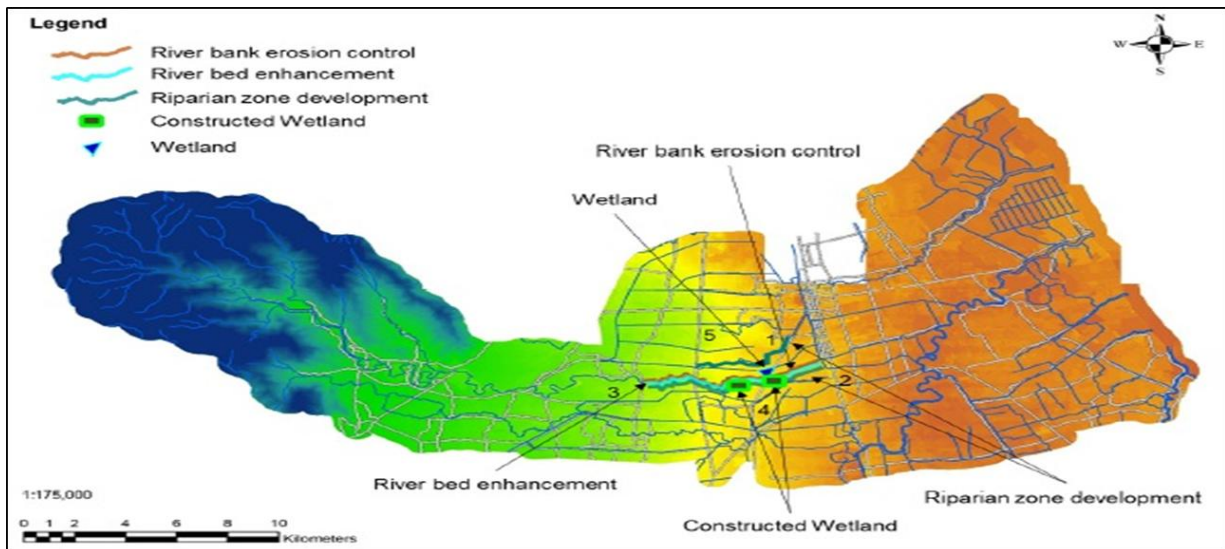 Legend
River bank erosion control
River bed enhancement
Riparian zone development
Constructed Wetland
Wetland
N
W E
S
River bank erosion control
Wetland
5
1
3
2
4
River bed enhancement
Riparian zone development
Constructed Wetland
1:175,000
0 1 2 4 6 8 10
Kilometers